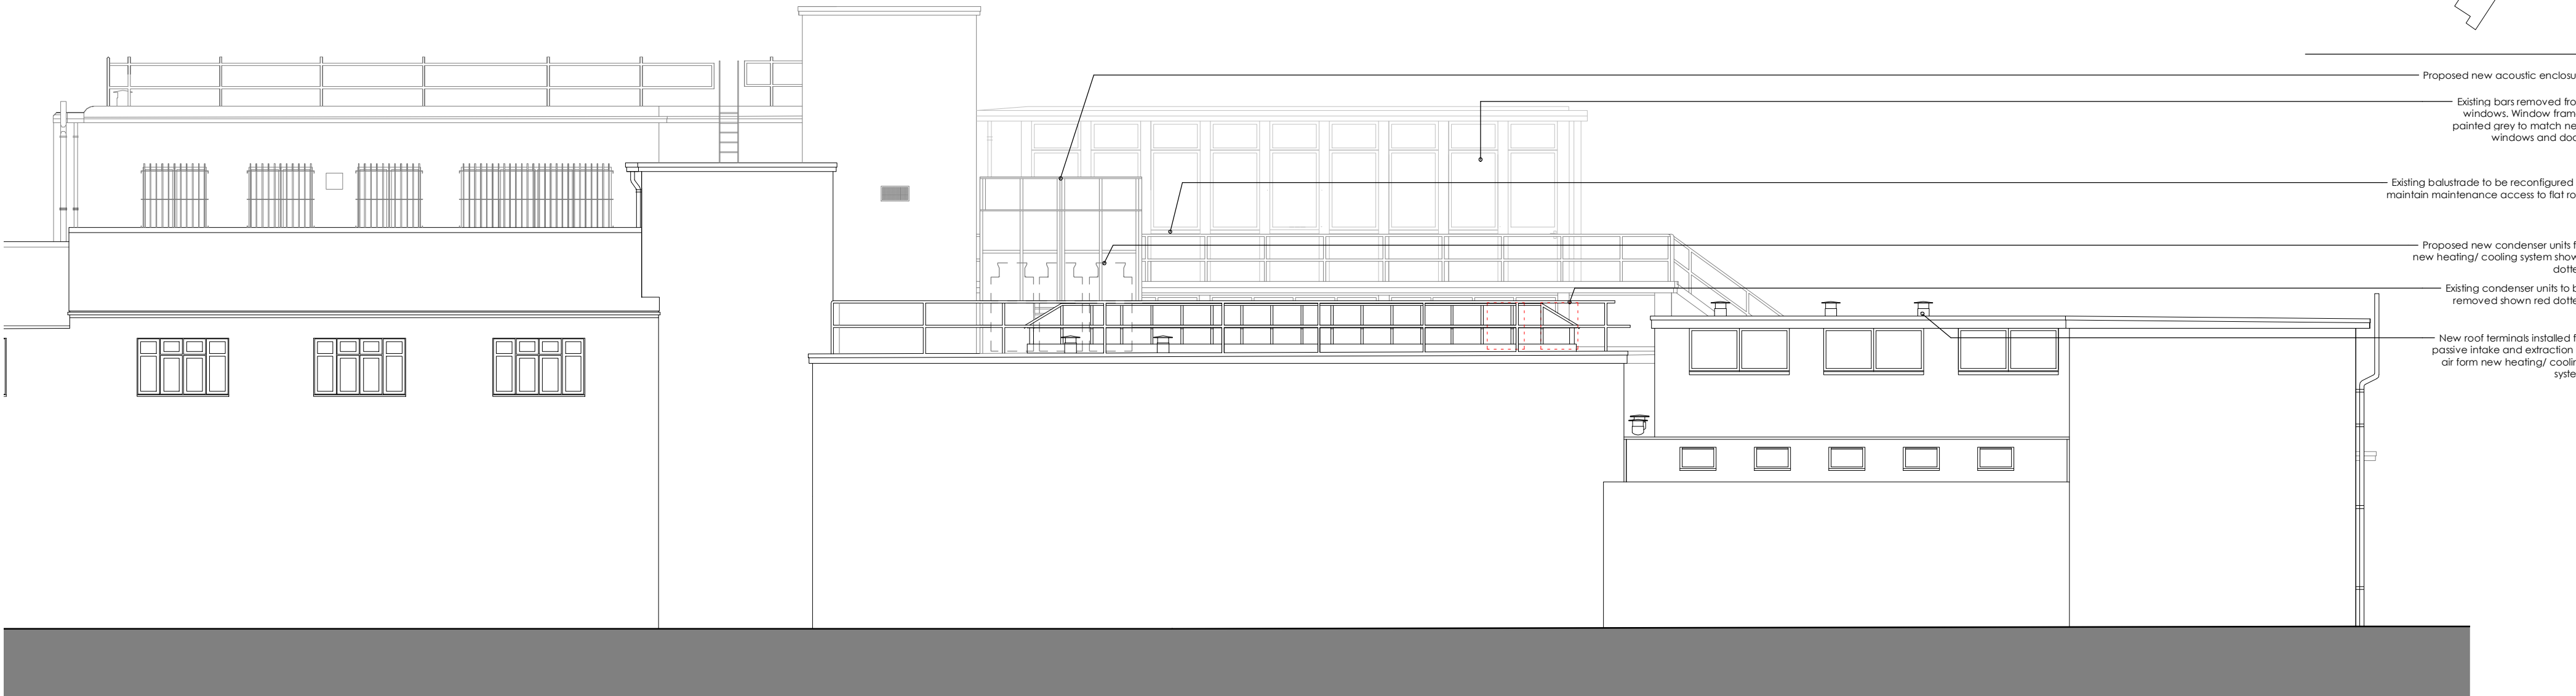 Proposed new acoustic enclosu
Existing bars removed fro
windows. Window fram
painted grey to match ne
windows and doo
Existing balustrade to be reconfigured
maintain maintenance access to flat ro
Proposed new condenser units f
new heating/ cooling system show
dotte
Existing condenser units to b
removed shown red dotte
New roof terminals installed f
passive intake and extraction
air form new heating/ coolin
syste